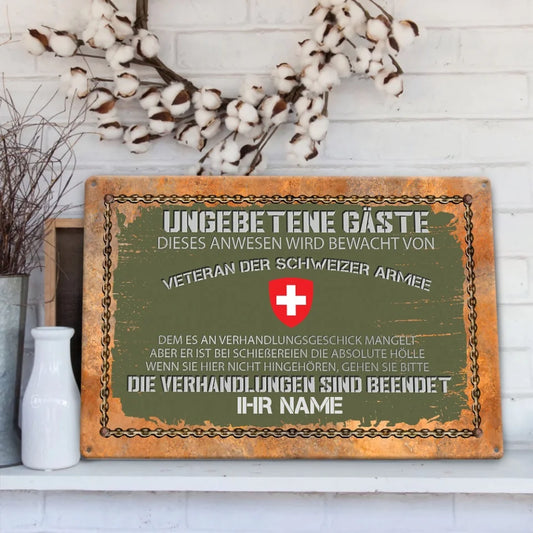 UNGEBETENE GÄSTE
DIESES ANWESEN WIRD BEWACHT VON
VETERAN DER SCHWEIZER ARMEE
DEM ES AN VERHANDLUNGSGESCHICK MANGELT-
ABER ER IST BEI SCHIEßEREIEN DIE ABSOLUTE HÖLLE
WENN SIE HIER NICHT HINGEHÖREN, GEHEN SIE BITTE
DIE VERHANDLUNGEN SIND BEENDET
IHR NAME